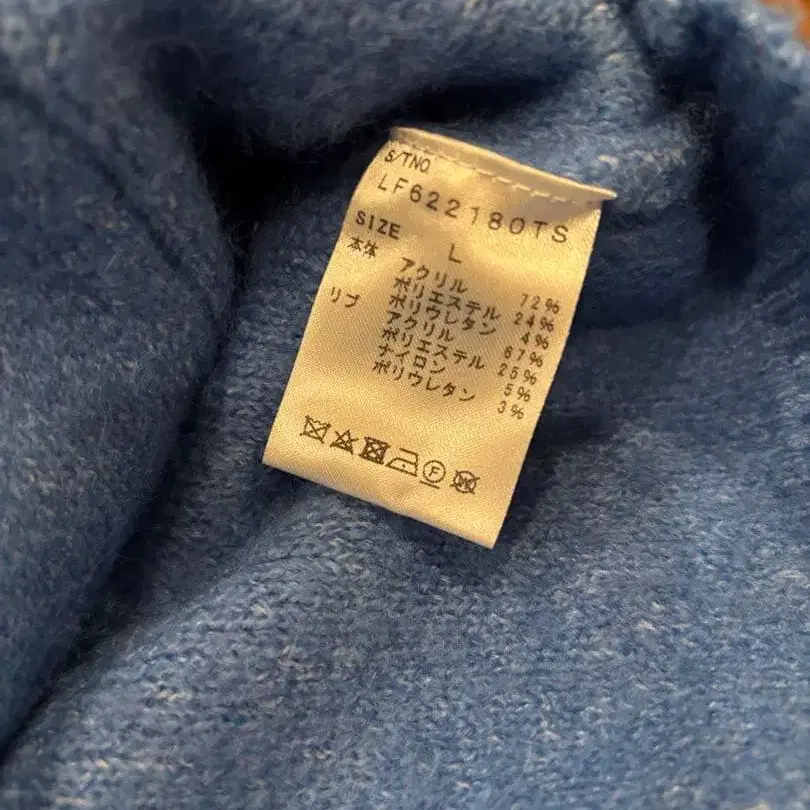 S/TNO
LF622180TS
SIZE L
本体 アクリル 72%
ポリエステル 24%
ポリウレタン 4%
リブ アクリル 67%
ポリエステル 25%
ナイロン 5%
ポリウレタン 3%
F W